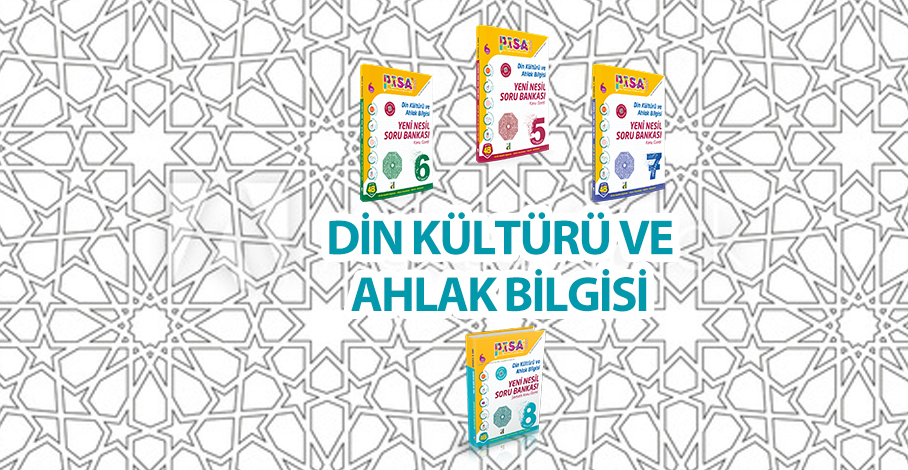 PISA
Din Kültürü ve
Ahlak Bilgisi
YENİ NESİL
SORU BANKASI
5
PISA
Din Kültürü ve
Ahlak Bilgisi
YENİ NESİL
SORU BANKASI
6
PISA
Din Kültürü ve
Ahlak Bilgisi
YENİ NESİL
SORU BANKASI
7
DİN KÜLTÜRÜ VE
AHLAK BİLGİSİ
PISA
Din Kültürü ve
Ahlak Bilgisi
YENİ NESİL
SORU BANKASI
8